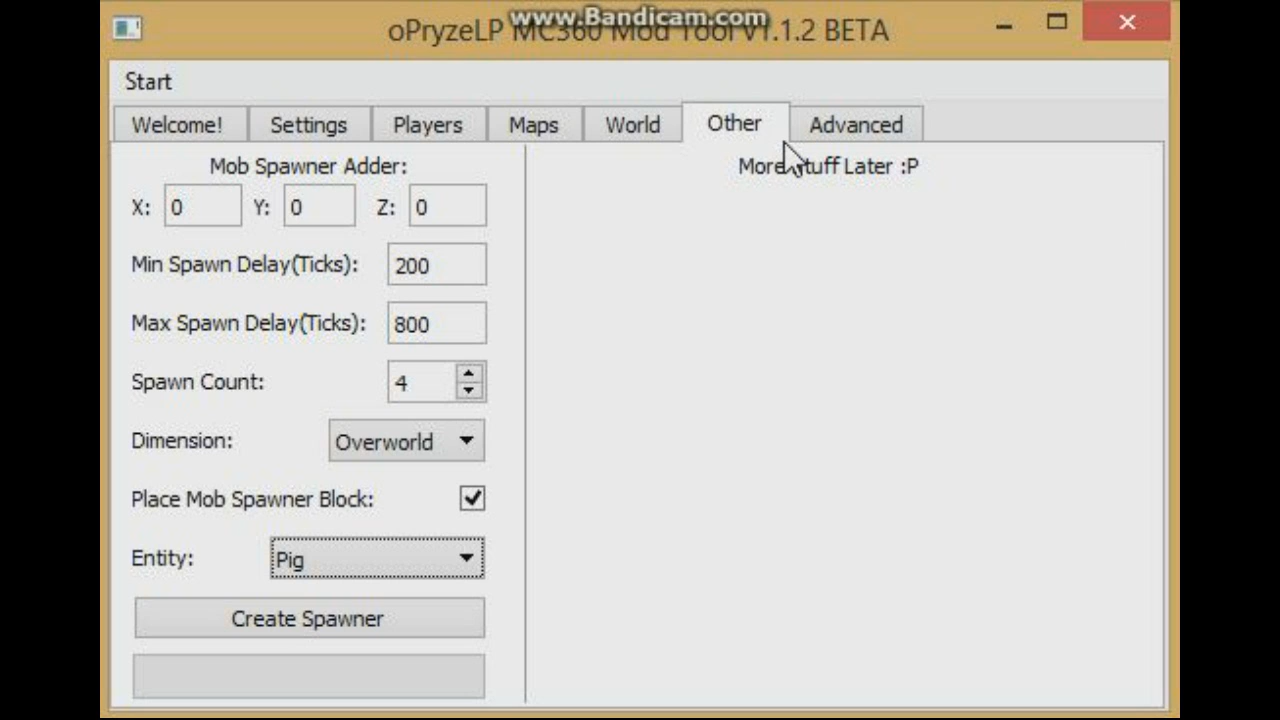 www.Bandicam.com
oPryzeLP MC360 Mod Tool V1.1.2 BETA
Start
Welcome! Settings Players Maps World Other Advanced
Mob Spawner Adder:
X: 0 Y: 0 Z: 0
Min Spawn Delay(Ticks): 200
Max Spawn Delay(Ticks): 800
Spawn Count: 4
Dimension: Overworld
Place Mob Spawner Block:
Entity: Pig
Create Spawner
More Stuff Later :P